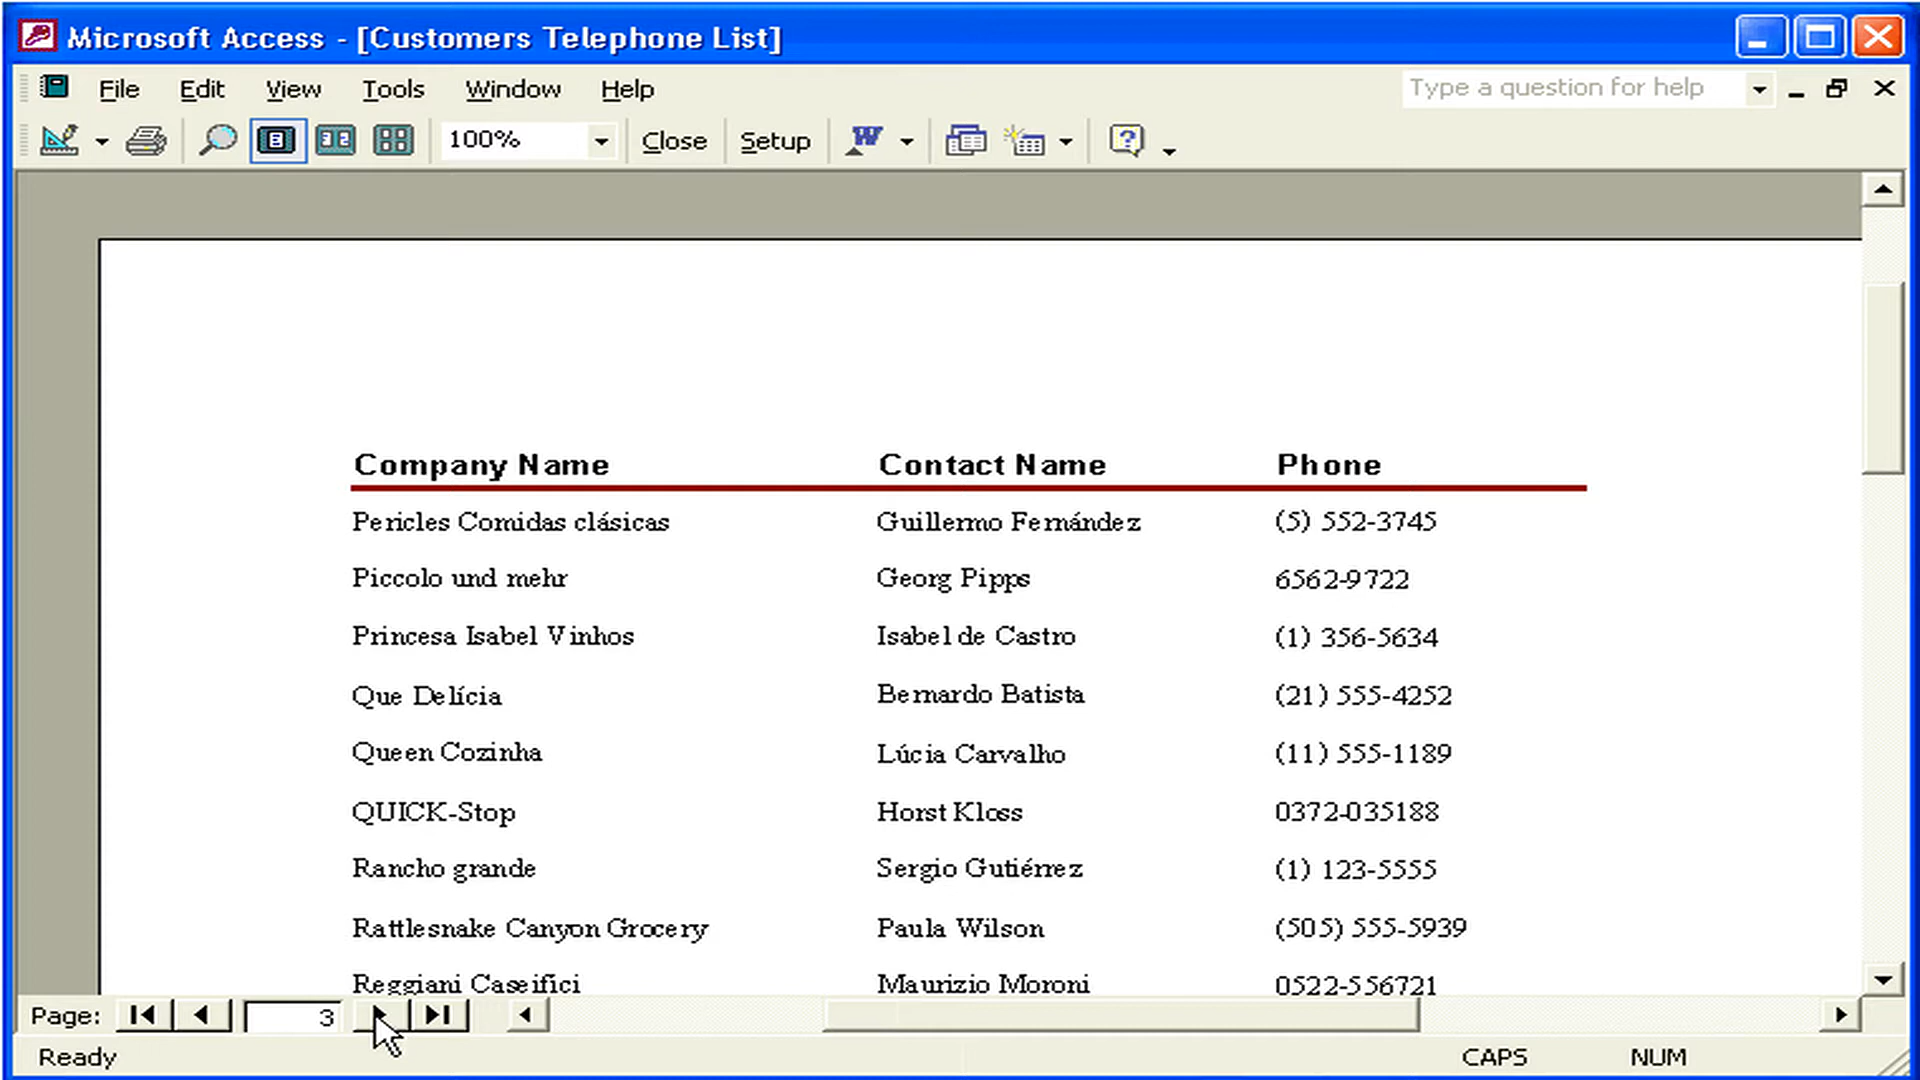 Microsoft Access - [Customers Telephone List]
File Edit View Tools Window Help Type a question for help
100% Close Setup
Company Name Contact Name Phone
Pericles Comidas clásicas Guillermo Fernández (5) 552-3745
Piccolo und mehr Georg Pipps 6562-9722
Princesa Isabel Vinhos Isabel de Castro (1) 356-5634
Que Delícia Bernardo Batista (21) 555-4252
Queen Cozinha Lúcia Carvalho (11) 555-1189
QUICK-Stop Horst Kloss 0372-035188
Rancho grande Sergio Gutiérrez (1) 123-5555
Rattlesnake Canyon Grocery Paula Wilson (505) 555-5939
Reggiani Caseifici Maurizio Moroni 0522-556721
Page: 3
Ready CAPS NUM